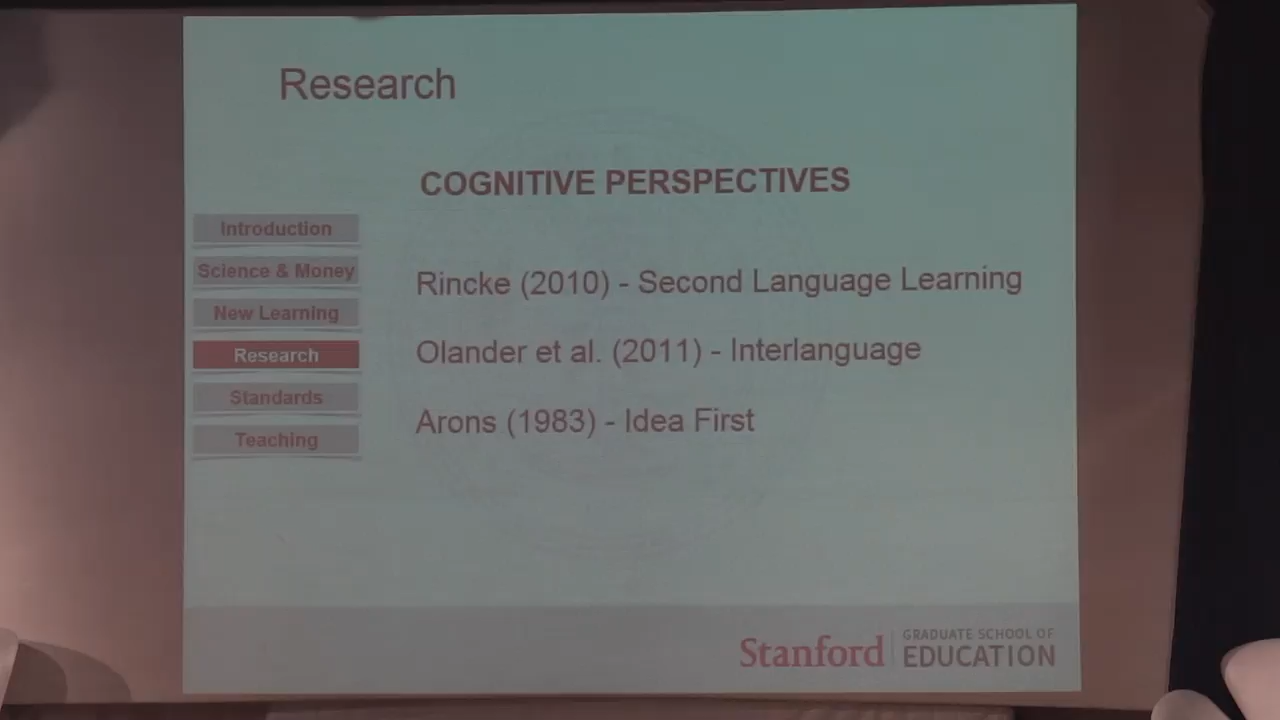 Research
COGNITIVE PERSPECTIVES
Introduction
Science & Money
New Learning
Research
Standards
Teaching
Rincke (2010) - Second Language Learning
Olander et al. (2011) - Interlanguage
Arons (1983) - Idea First
Stanford
GRADUATE SCHOOL OF
EDUCATION